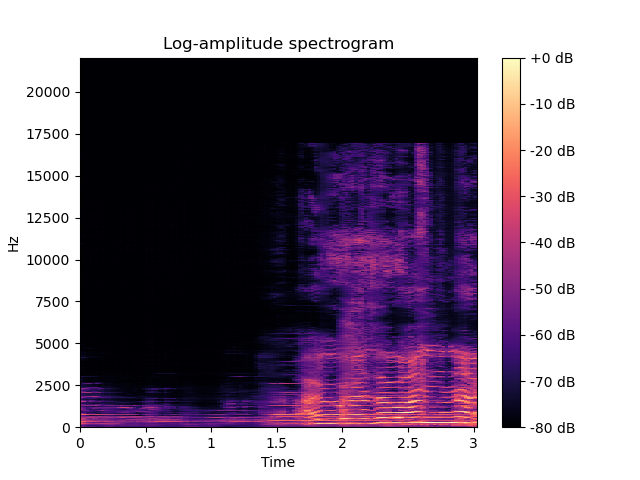 Log-amplitude spectrogram
Hz
20000
17500
15000
12500
10000
7500
5000
2500
0
0 0.5 1 1.5 2 2.5 3
Time
+0 dB
-10 dB
-20 dB
-30 dB
-40 dB
-50 dB
-60 dB
-70 dB
-80 dB